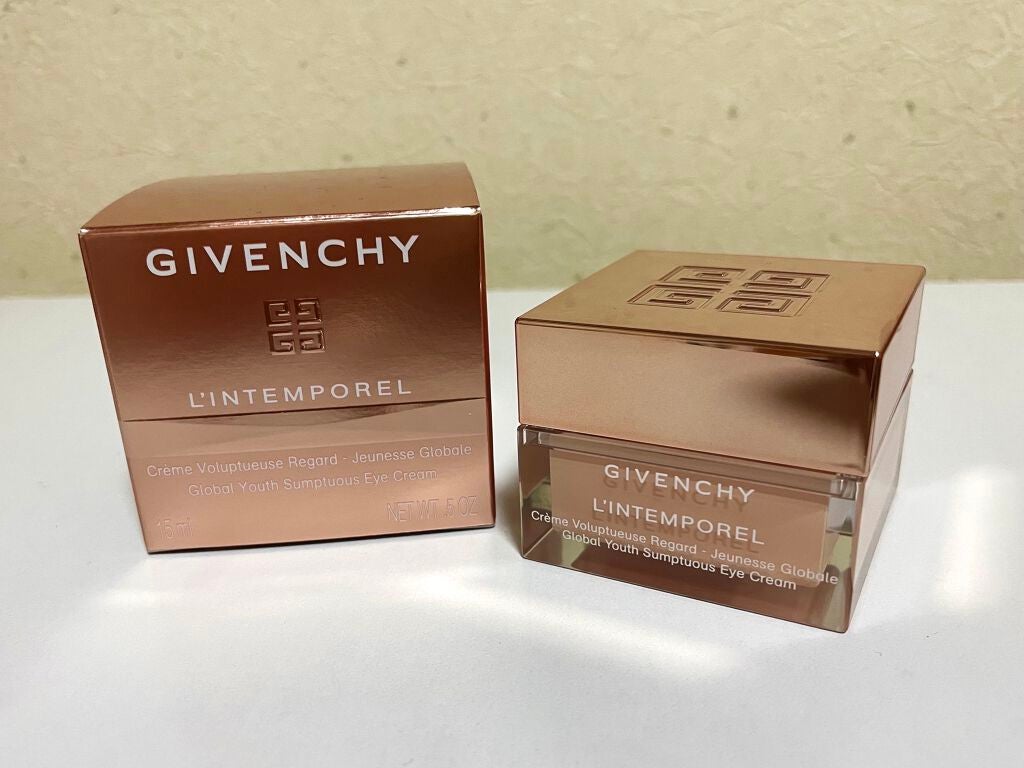 GIVENCHY
L'INTEMPOREL
Crème Voluptueuse Regard - Jeunesse Globale
Global Youth Sumptuous Eye Cream
15 ml
NET WT .5 OZ
GIVENCHY
L'INTEMPOREL
Crème Voluptueuse Regard - Jeunesse Globale
Global Youth Sumptuous Eye Cream